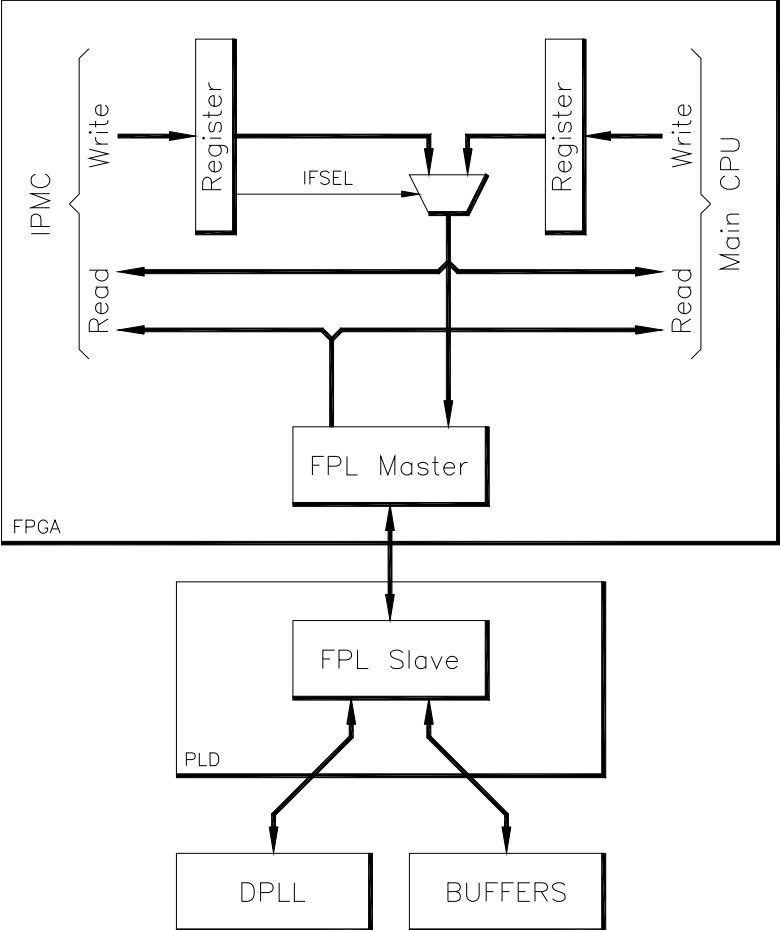 Write
Register
Register
Write
IFSEL
IPMC
Main CPU
Read
Read
FPL Master
FPGA
FPL Slave
PLD
DPLL
BUFFERS